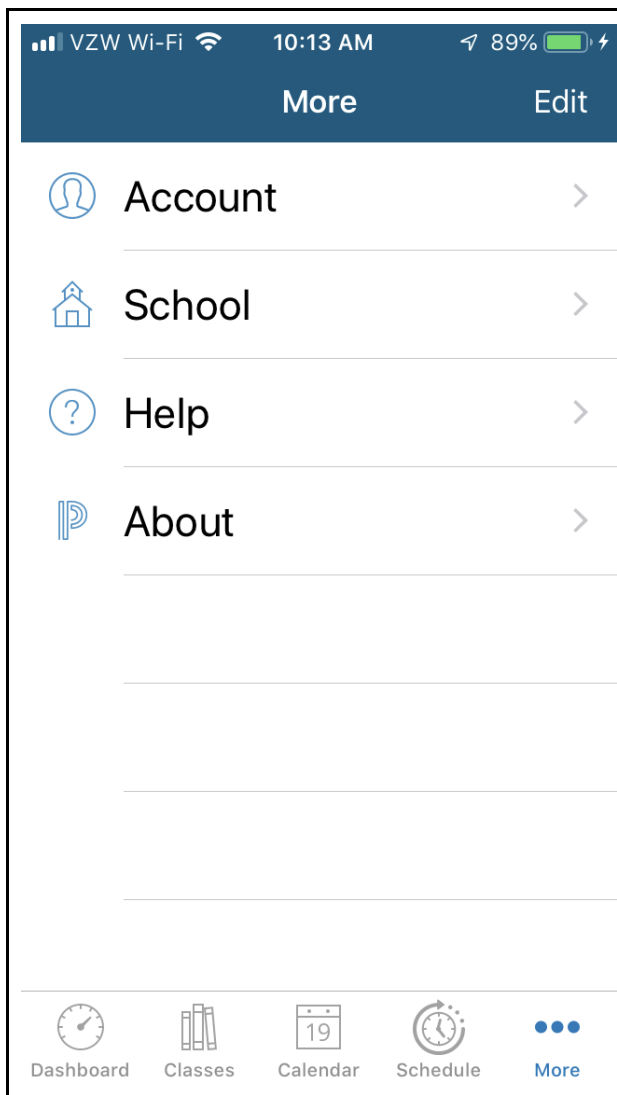 VZW Wi-Fi 10:13 AM 89%
More Edit
Account
School
? Help
About
19
Dashboard Classes Calendar Schedule More